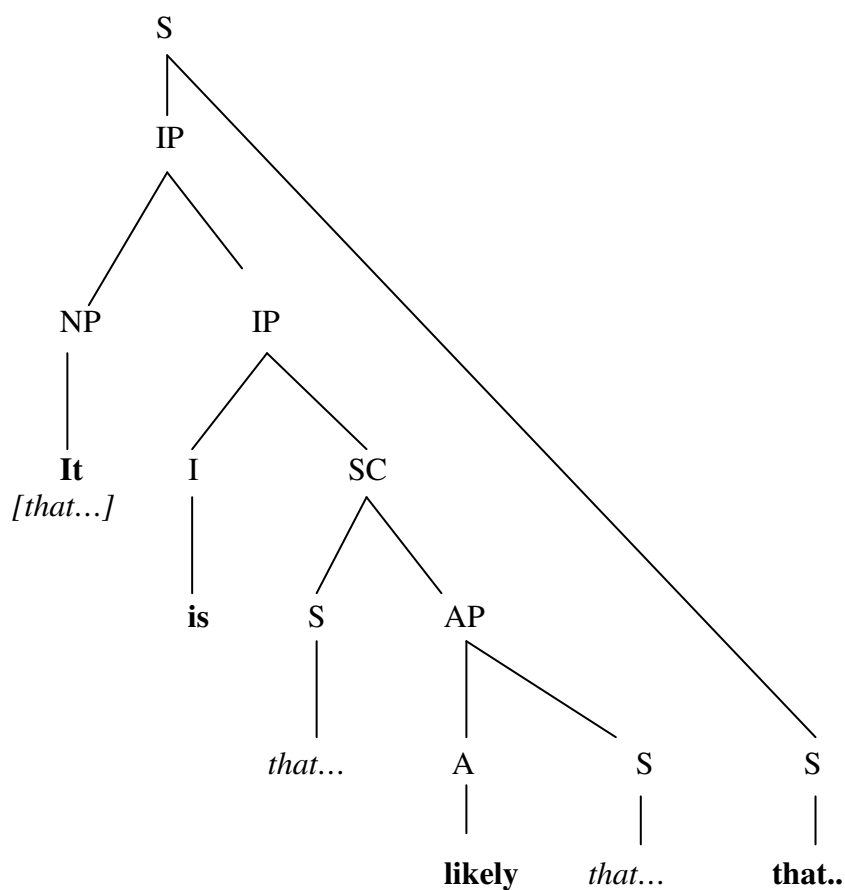 S
IP
NP IP
It I SC
[that…]
is S AP
that… A S S
likely that… that..